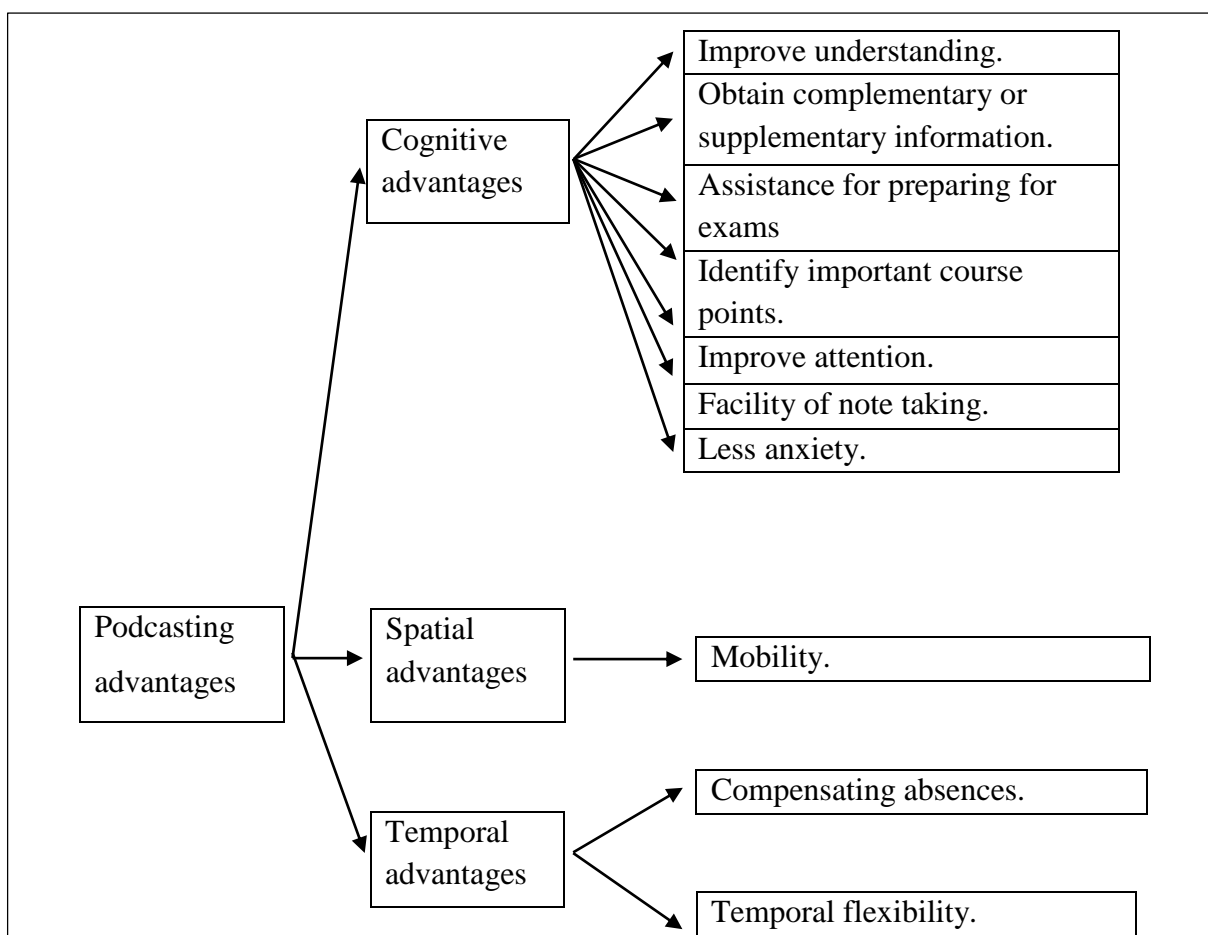 Improve understanding.
Obtain complementary or
supplementary information.
Assistance for preparing for
exams
Identify important course
points.
Improve attention.
Facility of note taking.
Less anxiety.
Cognitive
advantages
Podcasting
advantages
Spatial
advantages
Mobility.
Temporal
advantages
Compensating absences.
Temporal flexibility.